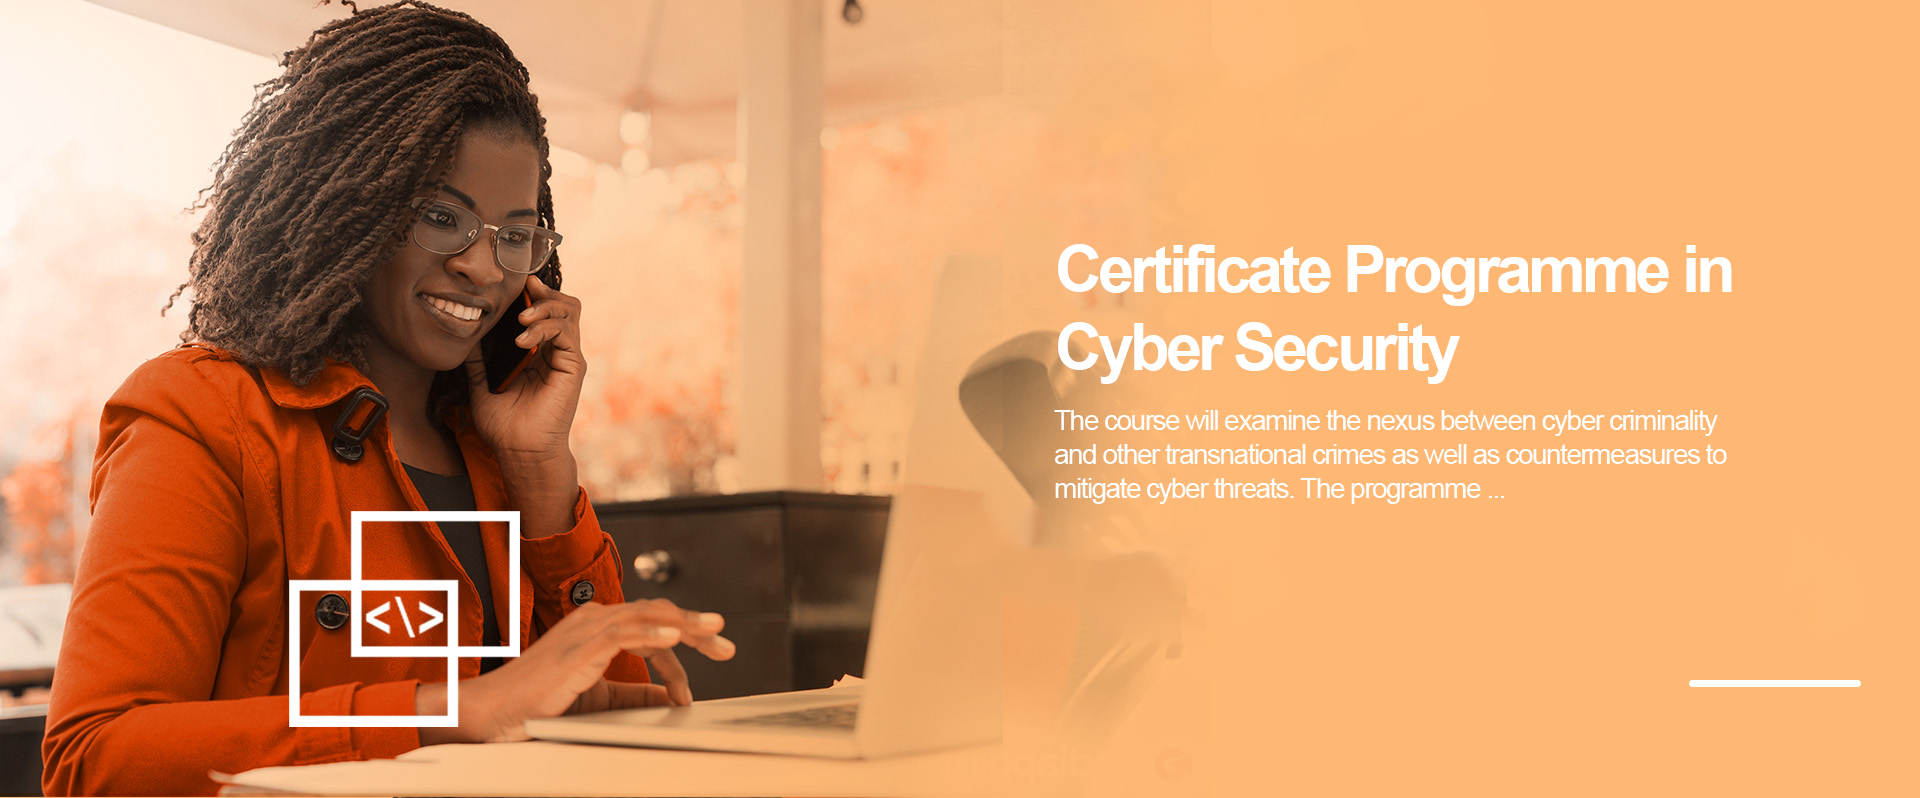 Certificate Programme in
Cyber Security
The course will examine the nexus between cyber criminality
and other transnational crimes as well as countermeasures to
mitigate cyber threats. The programme ...
<\>